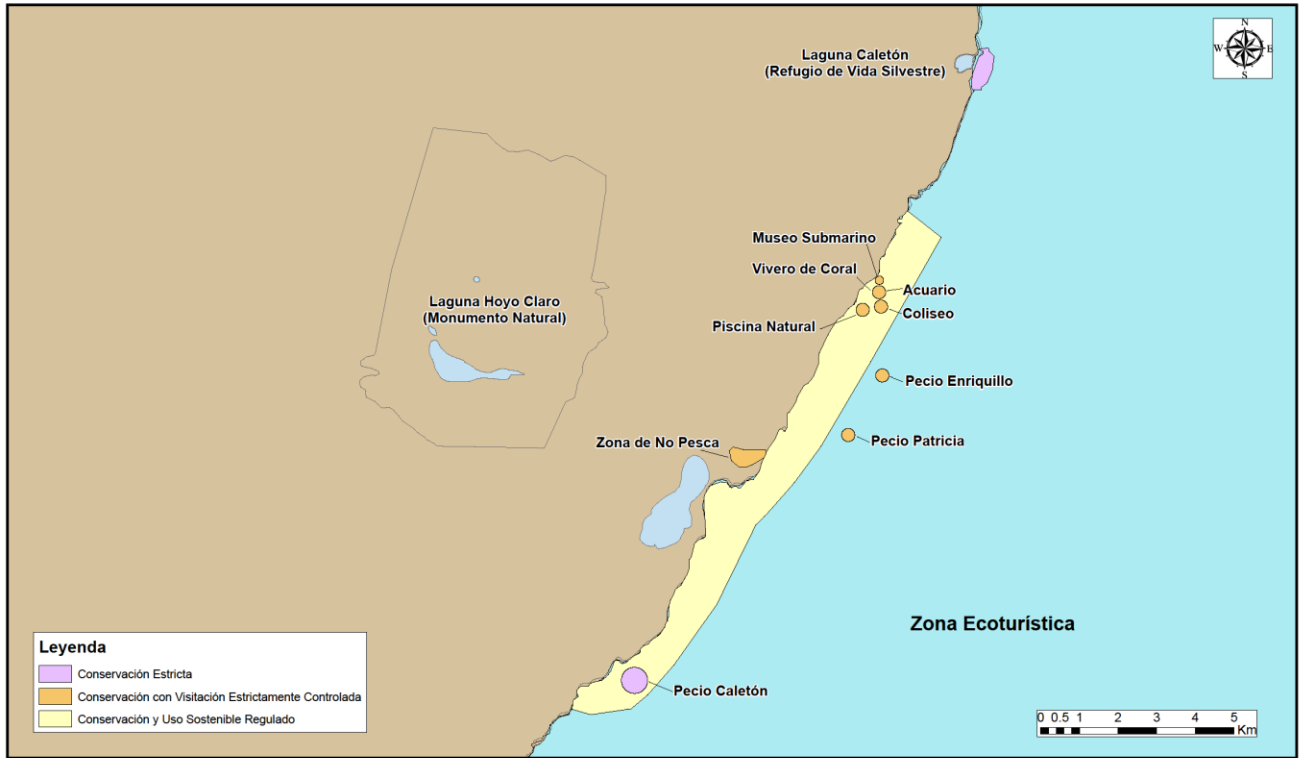 N
W E
S
Laguna Caletón
(Refugio de Vida Silvestre)
Museo Submarino
Vivero de Coral
Acuario
Coliseo
Piscina Natural
Laguna Hoyo Claro
(Monumento Natural)
Pecio Enriquillo
Pecio Patricia
Zona de No Pesca
Zona Ecoturística
Pecio Caletón
Leyenda
Conservación Estricta
Conservación con Visitación Estrictamente Controlada
Conservación y Uso Sostenible Regulado
0 0.5 1 2 3 4 5
Km